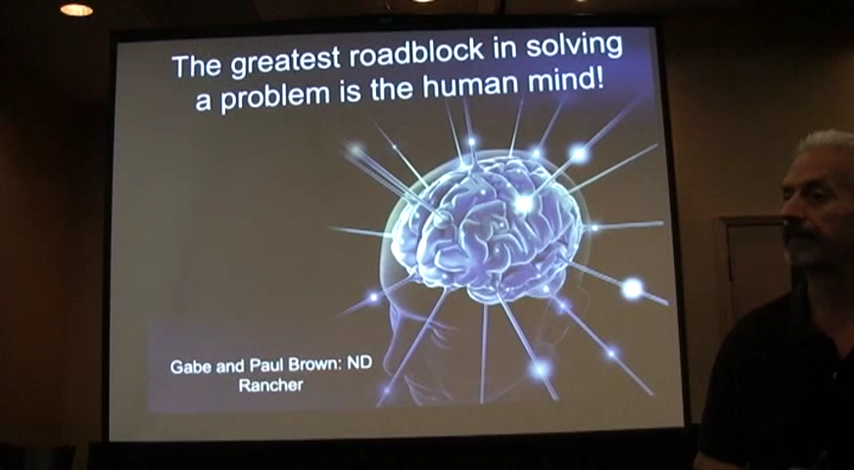 The greatest roadblock in solving
a problem is the human mind!
Gabe and Paul Brown: ND
Rancher